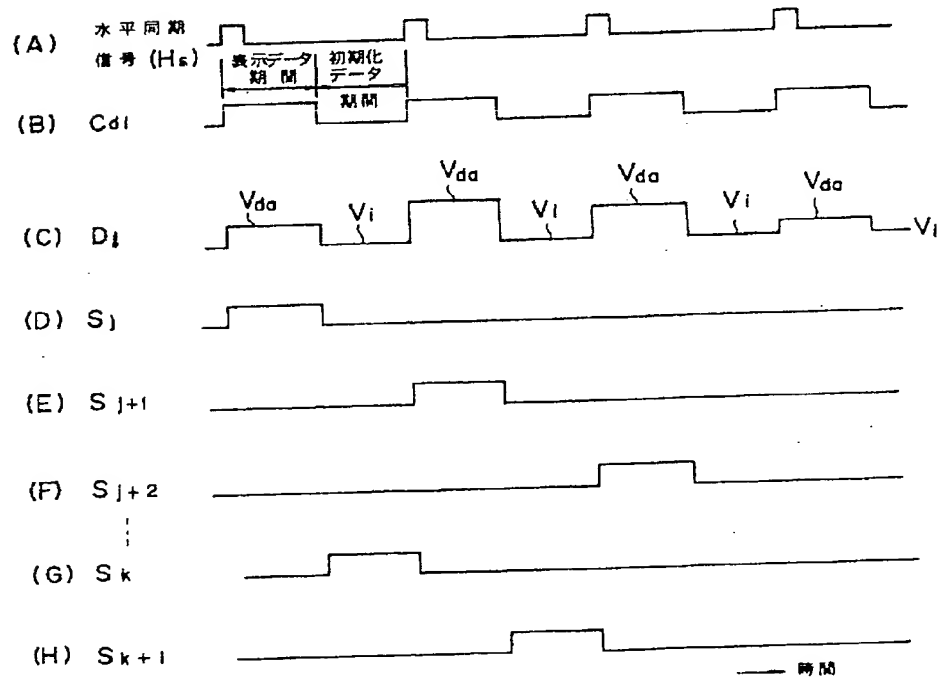 (A) 水平同期
信号 (Hs)
表示データ
期間
初期化
データ
期間
(B) Cdi
Vda Vi Vda Vi Vda Vi Vda
(C) Di Vi
(D) Sj
(E) Sj+1
(F) Sj+2
(G) Sk
(H) Sk+1
時間